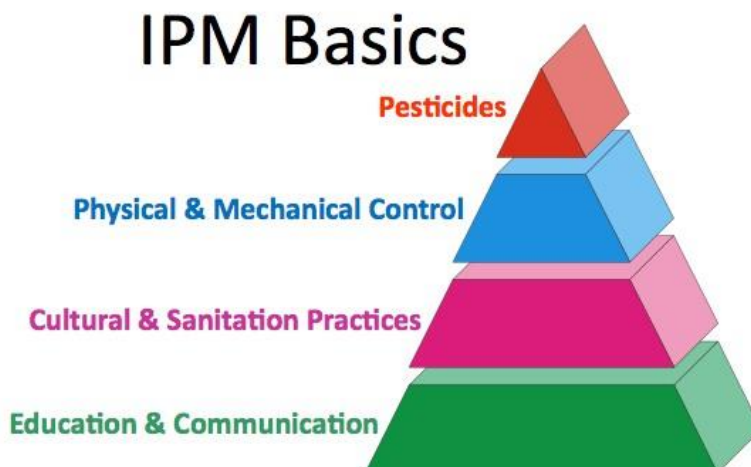 IPM Basics
Pesticides
Physical & Mechanical Control
Cultural & Sanitation Practices
Education & Communication